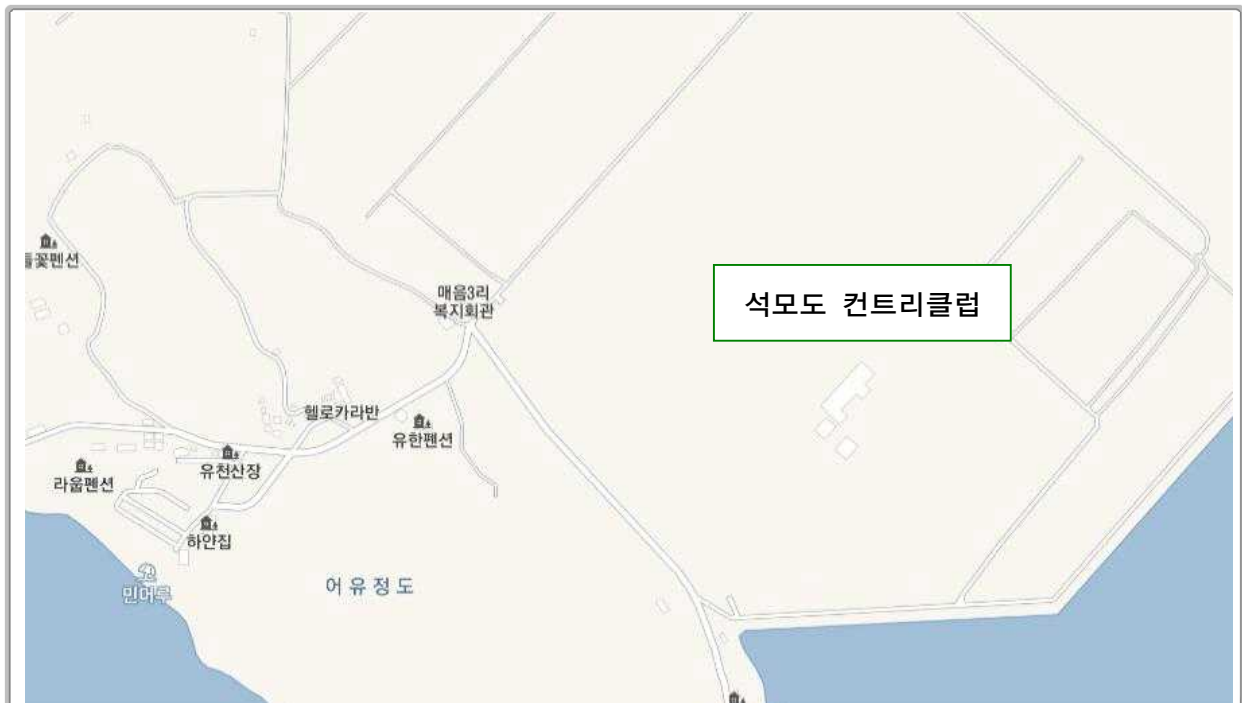 들꽃펜션
매음3리
복지회관
석모도 컨트리클럽
헬로카라반
유한펜션
유천산장
라움펜션
하얀집
민머루
어유정도